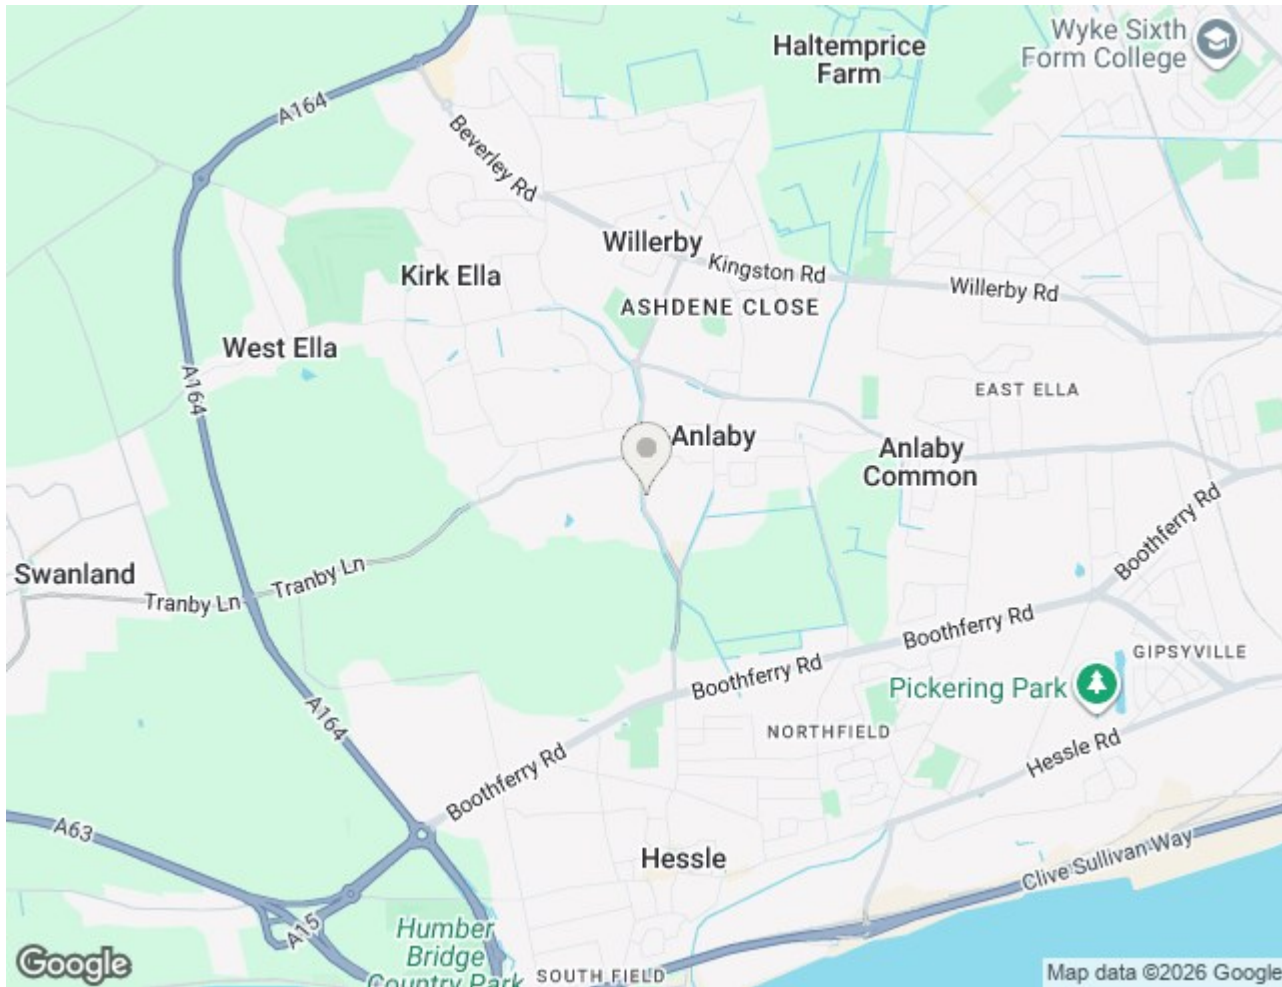 Wyke Sixth
Form College
Haltemprice
Farm
A164
Beverley Rd
Willerby
Kingston Rd
Kirk Ella
Willerby Rd
ASHDENE CLOSE
West Ella
A164
EAST ELLA
Anlaby
Anlaby
Common
Boothferry Rd
Swanland
Tranby Ln
Tranby Ln
Boothferry Rd
GIPSYVILLE
Boothferry Rd
Pickering Park
A164
NORTHFIELD
Hessle Rd
Boothferry Rd
A63
Hessle
Clive Sullivan Way
A15
Humber
Bridge
Country Park
SOUTH FIELD
Google
Map data ©2026 Google